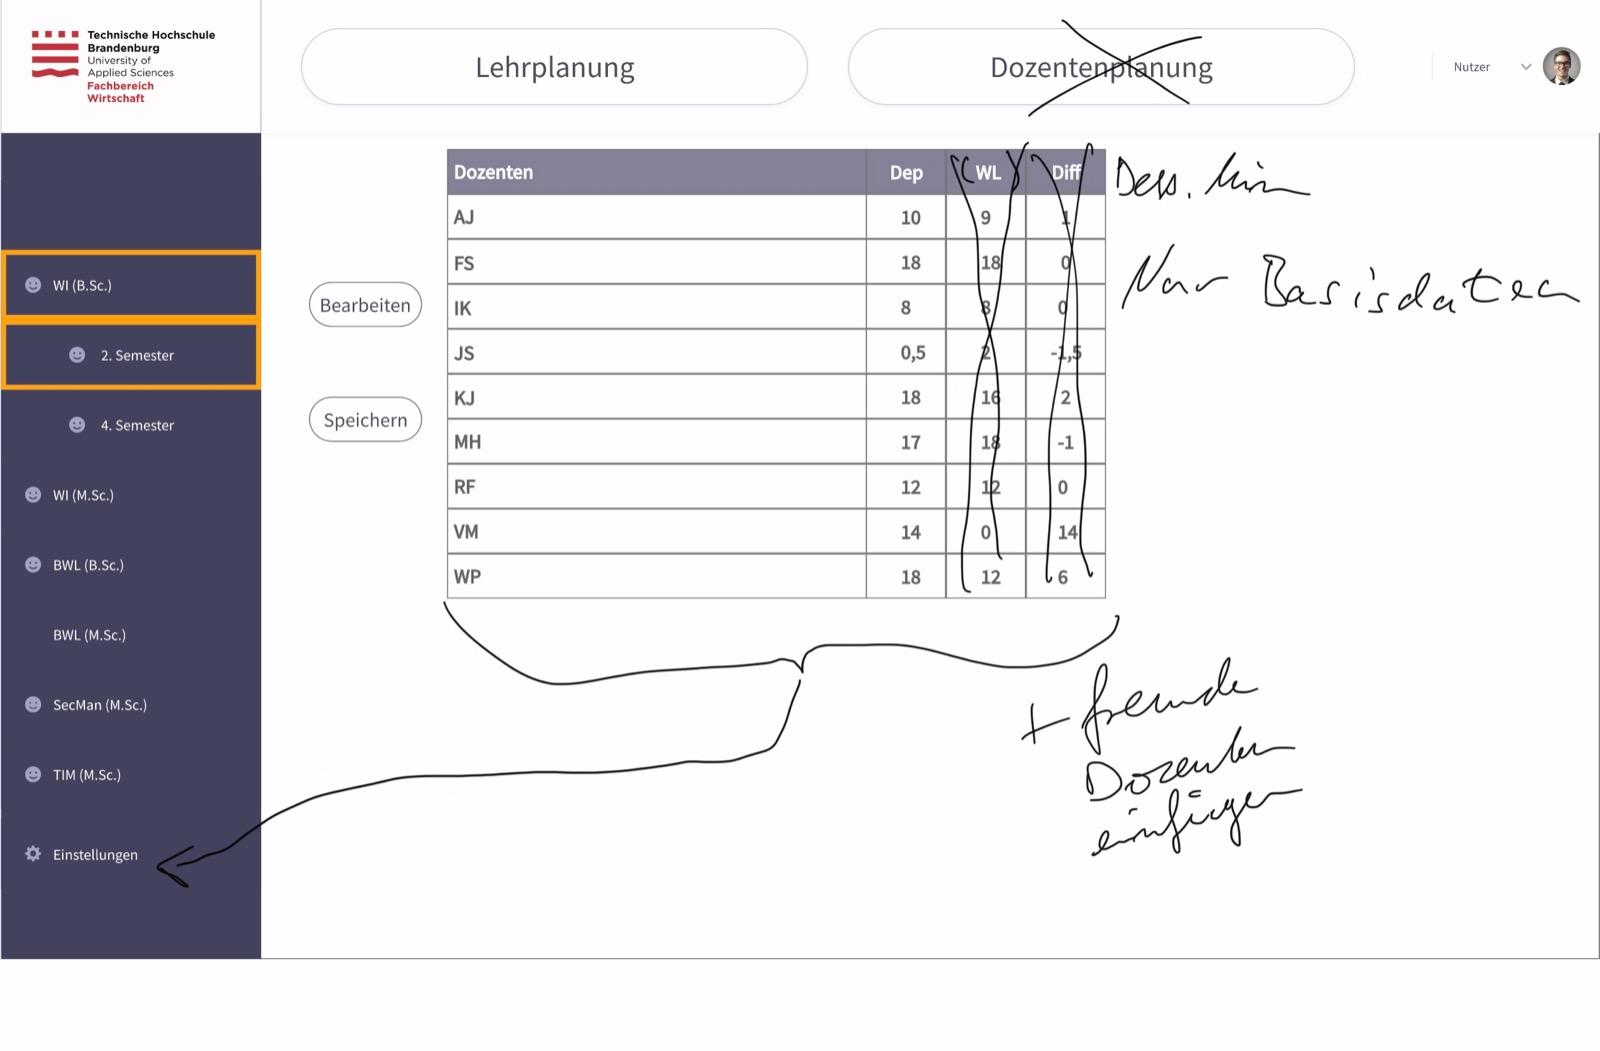 Technische Hochschule
Brandenburg
University of
Applied Sciences
Fachbereich
Wirtschaft
Lehrplanung
Dozentenplanung
Nutzer
WI (B.Sc.)
2. Semester
4. Semester
WI (M.Sc.)
BWL (B.Sc.)
BWL (M.Sc.)
SecMan (M.Sc.)
TIM (M.Sc.)
Einstellungen
Bearbeiten
Speichern
Dozenten Dep WL Diff
AJ 10 9 1
FS 18 18 0
IK 8 8 0
JS 0,5 2 -1,5
KJ 18 16 2
MH 17 18 -1
RF 12 12 0
VM 14 0 14
WP 18 12 6
Nur Basisdaten
+ fremde
Dozenten
einfügen